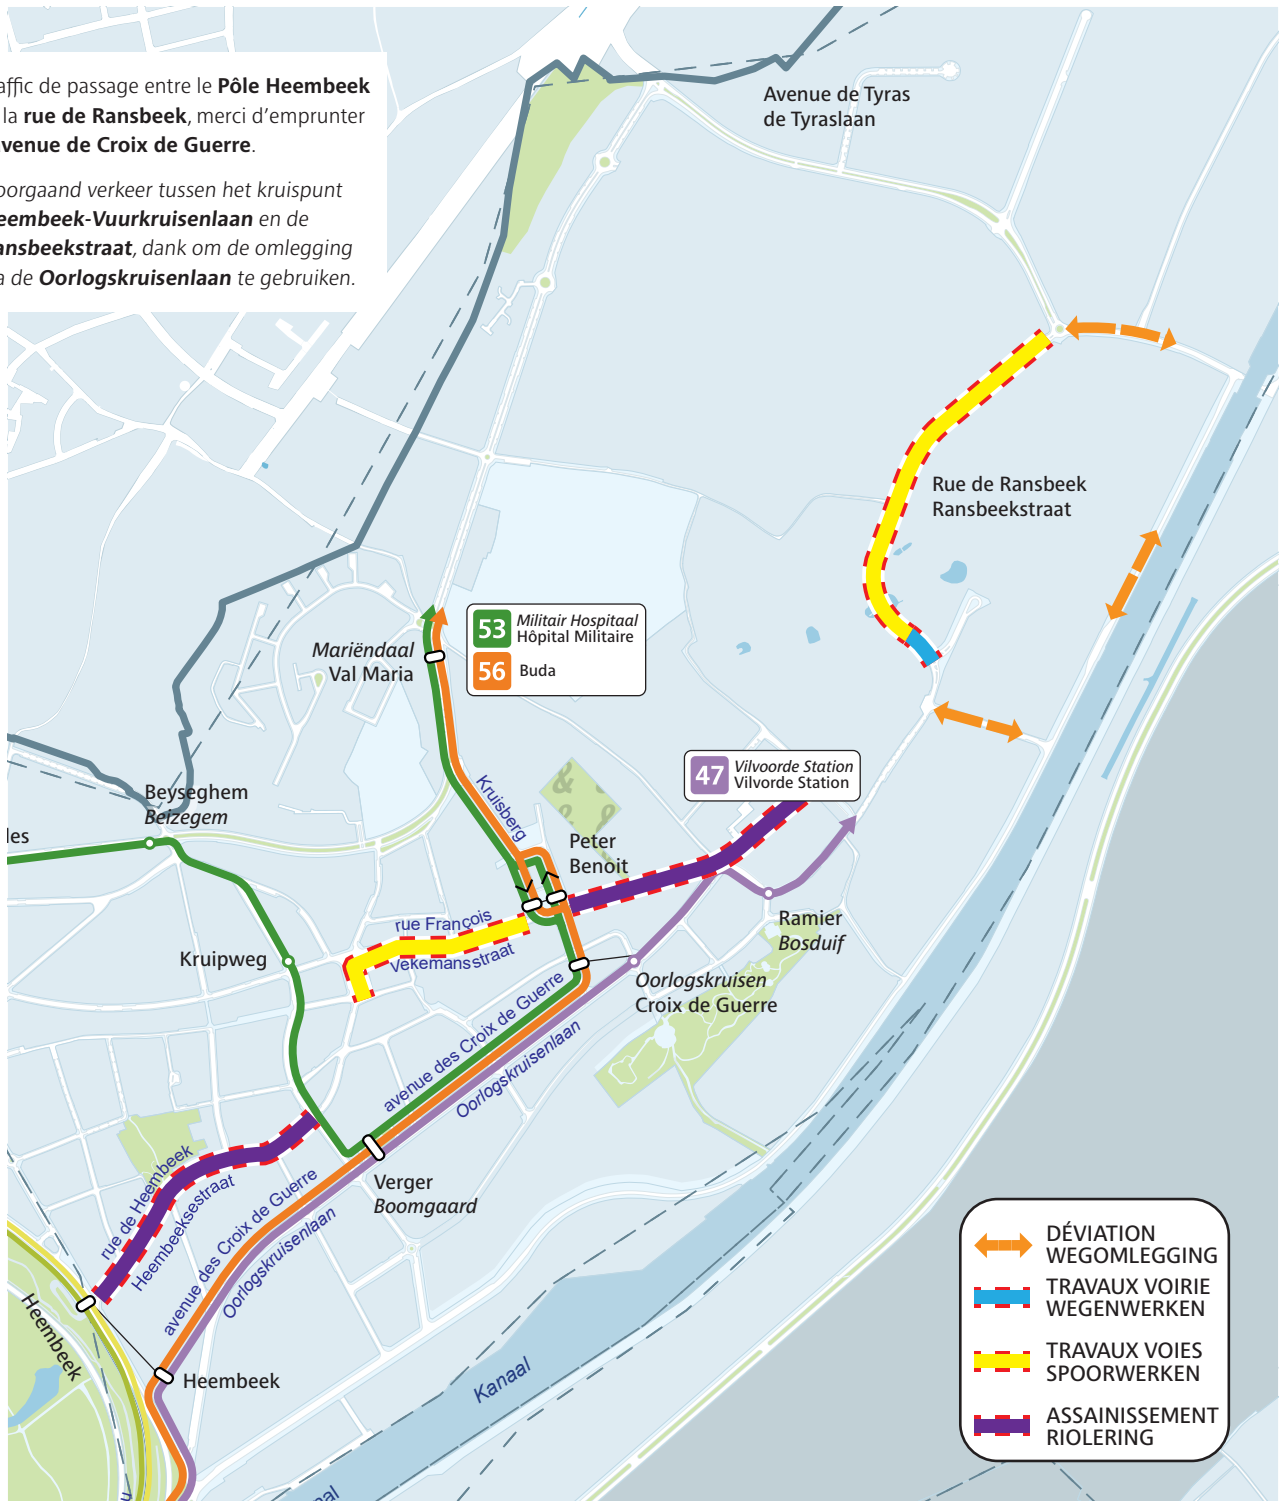 affic de passage entre le Pôle Heembeek
la rue de Ransbeek, merci d'emprunter
avenue de Croix de Guerre.
oorgaand verkeer tussen het kruispunt
eembeek-Vuurkruisenlaan en de
ansbeekstraat, dank om de omlegging
a de Oorlogskruisenlaan te gebruiken.
Avenue de Tyras
de Tyraslaan
Rue de Ransbeek
Ransbeekstraat
53 Militair Hospitaal
Hôpital Militaire
56 Buda
Mariëndaal
Val Maria
47 Vilvoorde Station
Vilvorde Station
Beyseghem
Beizegem
les
Kruisberg
&
&
&
Peter
Benoit
Ramier
Bosduif
rue François
Vekemansstraat
Kruipweg
Oorlogskruisen
Croix de Guerre
avenue des Croix de Guerre
Oorlogskruisenlaan
rue de Heembeek
Heembeeksestraat
Verger
Boomgaard
avenue des Croix de Guerre
Oorlogskruisenlaan
Heembeek
Heembeek
Kanaal
nal
u
DÉVIATION
WEGOMLEGGING
TRAVAUX VOIRIE
WEGENWERKEN
TRAVAUX VOIES
SPOORWERKEN
ASSAINISSEMENT
RIOLERING